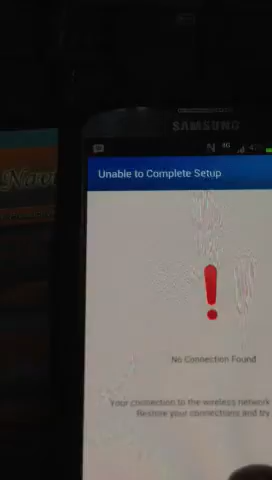 SAMSUNG
N 4G
Unable to Complete Setup
No Connection Found
Your connection to the wireless network
Restore your connections and try